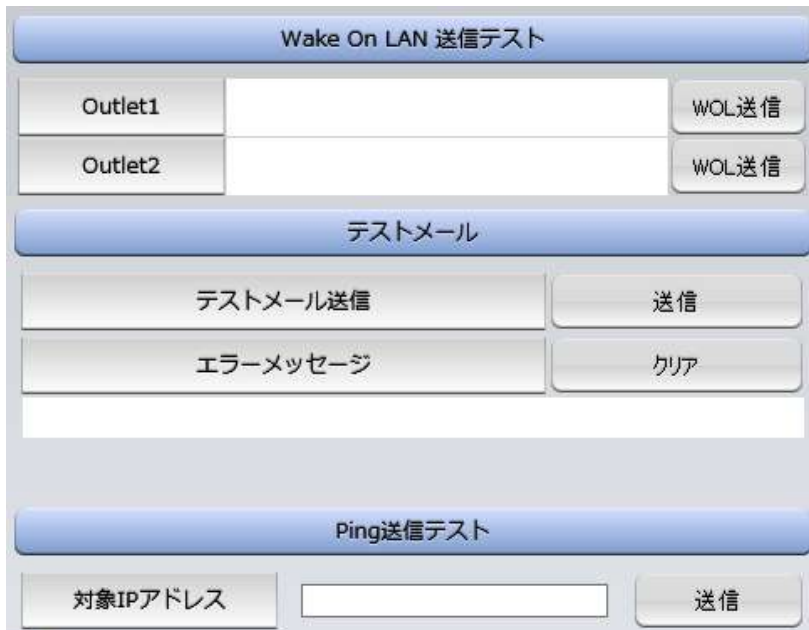 Wake On LAN 送信テスト
Outlet1 WOL送信
Outlet2 WOL送信
テストメール
テストメール送信 送信
エラーメッセージ クリア
Ping送信テスト
対象IPアドレス 送信